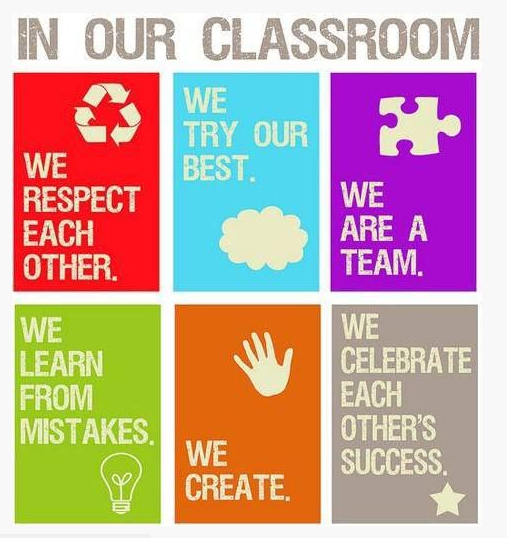 IN OUR CLASSROOM
WE
RESPECT
EACH
OTHER.
WE
TRY OUR
BEST.
WE
ARE A
TEAM.
WE
LEARN
FROM
MISTAKES.
WE
CREATE.
WE
CELEBRATE
EACH
OTHER'S
SUCCESS.